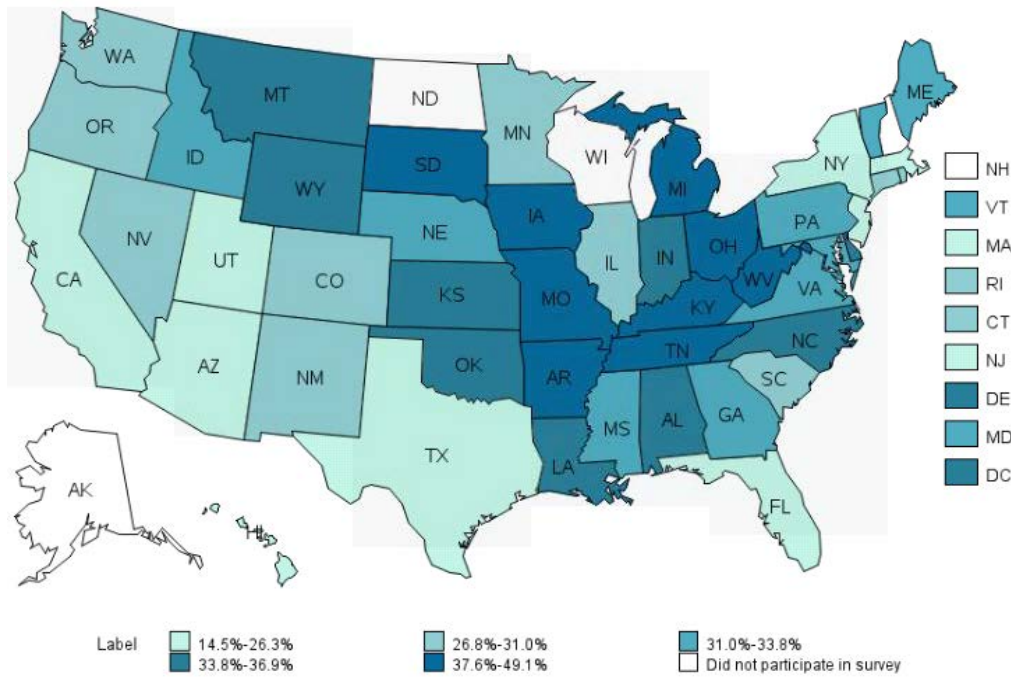 WA
MT
ND
ME
MN
OR
ID
WI
NY
SD
WY
MI
NH
IA
PA
VT
NE
OH
NV
IL
IN
MA
UT
CO
WV
CA
KS
MO
VA
RI
KY
CT
NC
TN
AZ
OK
NJ
NM
AR
SC
DE
MS
AL
GA
MD
TX
LA
DC
AK
FL
HI
Label 14.5%-26.3% 26.8%-31.0% 31.0%-33.8%
33.8%-36.9% 37.6%-49.1% Did not participate in survey